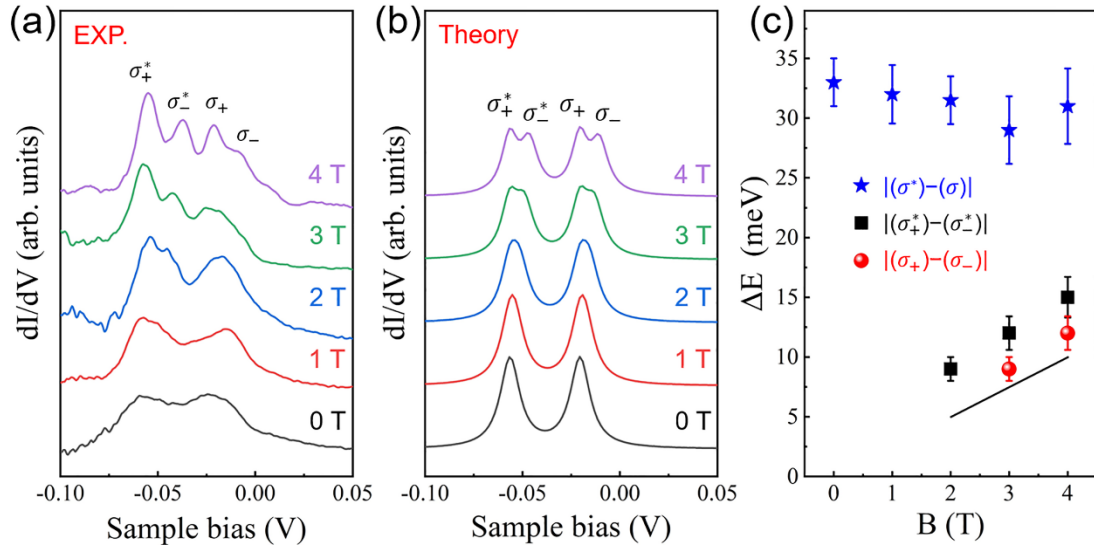 (a)
EXP.
σ₊* σ₋* σ₊ σ₋
4 T
3 T
2 T
1 T
0 T
dI/dV (arb. units)
-0.10 -0.05 0.00 0.05
Sample bias (V)
(b)
Theory
σ₊* σ₋* σ₊ σ₋
4 T
3 T
2 T
1 T
0 T
dI/dV (arb. units)
-0.10 -0.05 0.00 0.05
Sample bias (V)
(c)
35
30
25
20
15
10
5
0
ΔE (meV)
|(σ*)−(σ)|
|(σ₊*)−(σ₋*)|
|(σ₊)−(σ₋)|
0 1 2 3 4
B (T)